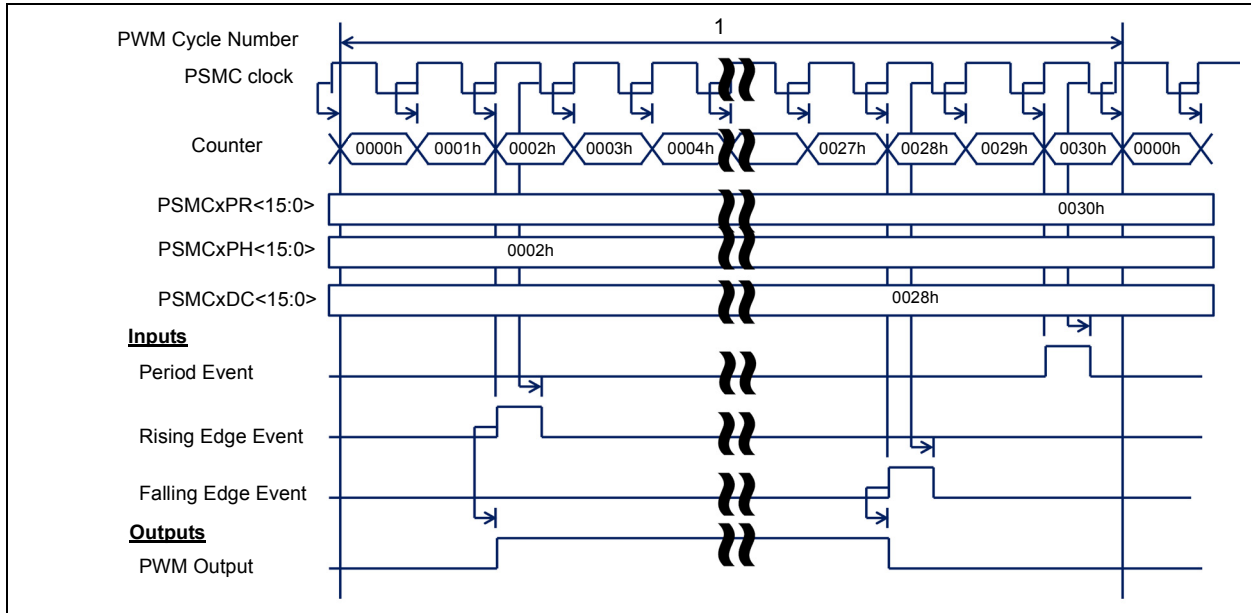 PWM Cycle Number 1
PSMC clock
Counter 0000h 0001h 0002h 0003h 0004h 0027h 0028h 0029h 0030h 0000h
PSMCxPR<15:0> 0030h
PSMCxPH<15:0> 0002h
PSMCxDC<15:0> 0028h
Inputs
Period Event
Rising Edge Event
Falling Edge Event
Outputs
PWM Output